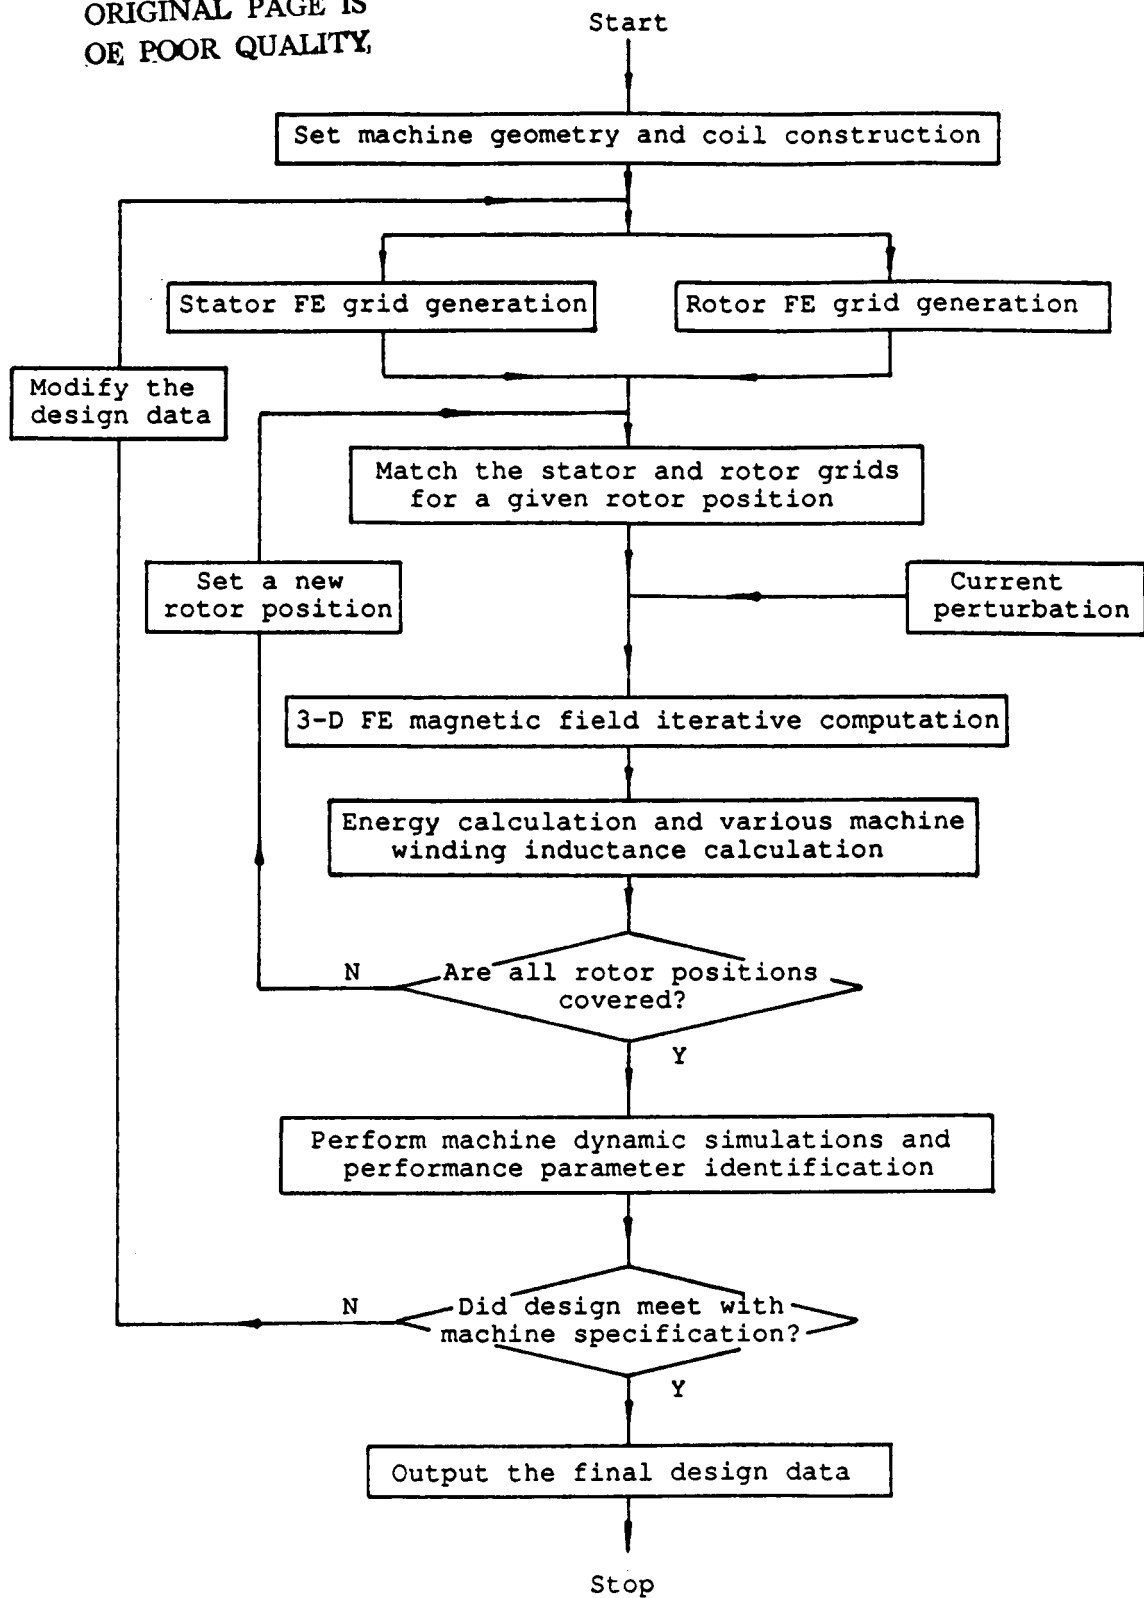 ORIGINAL PAGE IS
OF POOR QUALITY
Start
Set machine geometry and coil construction
Stator FE grid generation
Rotor FE grid generation
Modify the
design data
Match the stator and rotor grids
for a given rotor position
Set a new
rotor position
Current
perturbation
3-D FE magnetic field iterative computation
Energy calculation and various machine
winding inductance calculation
N
Are all rotor positions
covered?
Y
Perform machine dynamic simulations and
performance parameter identification
N
Did design meet with
machine specification?
Y
Output the final design data
Stop